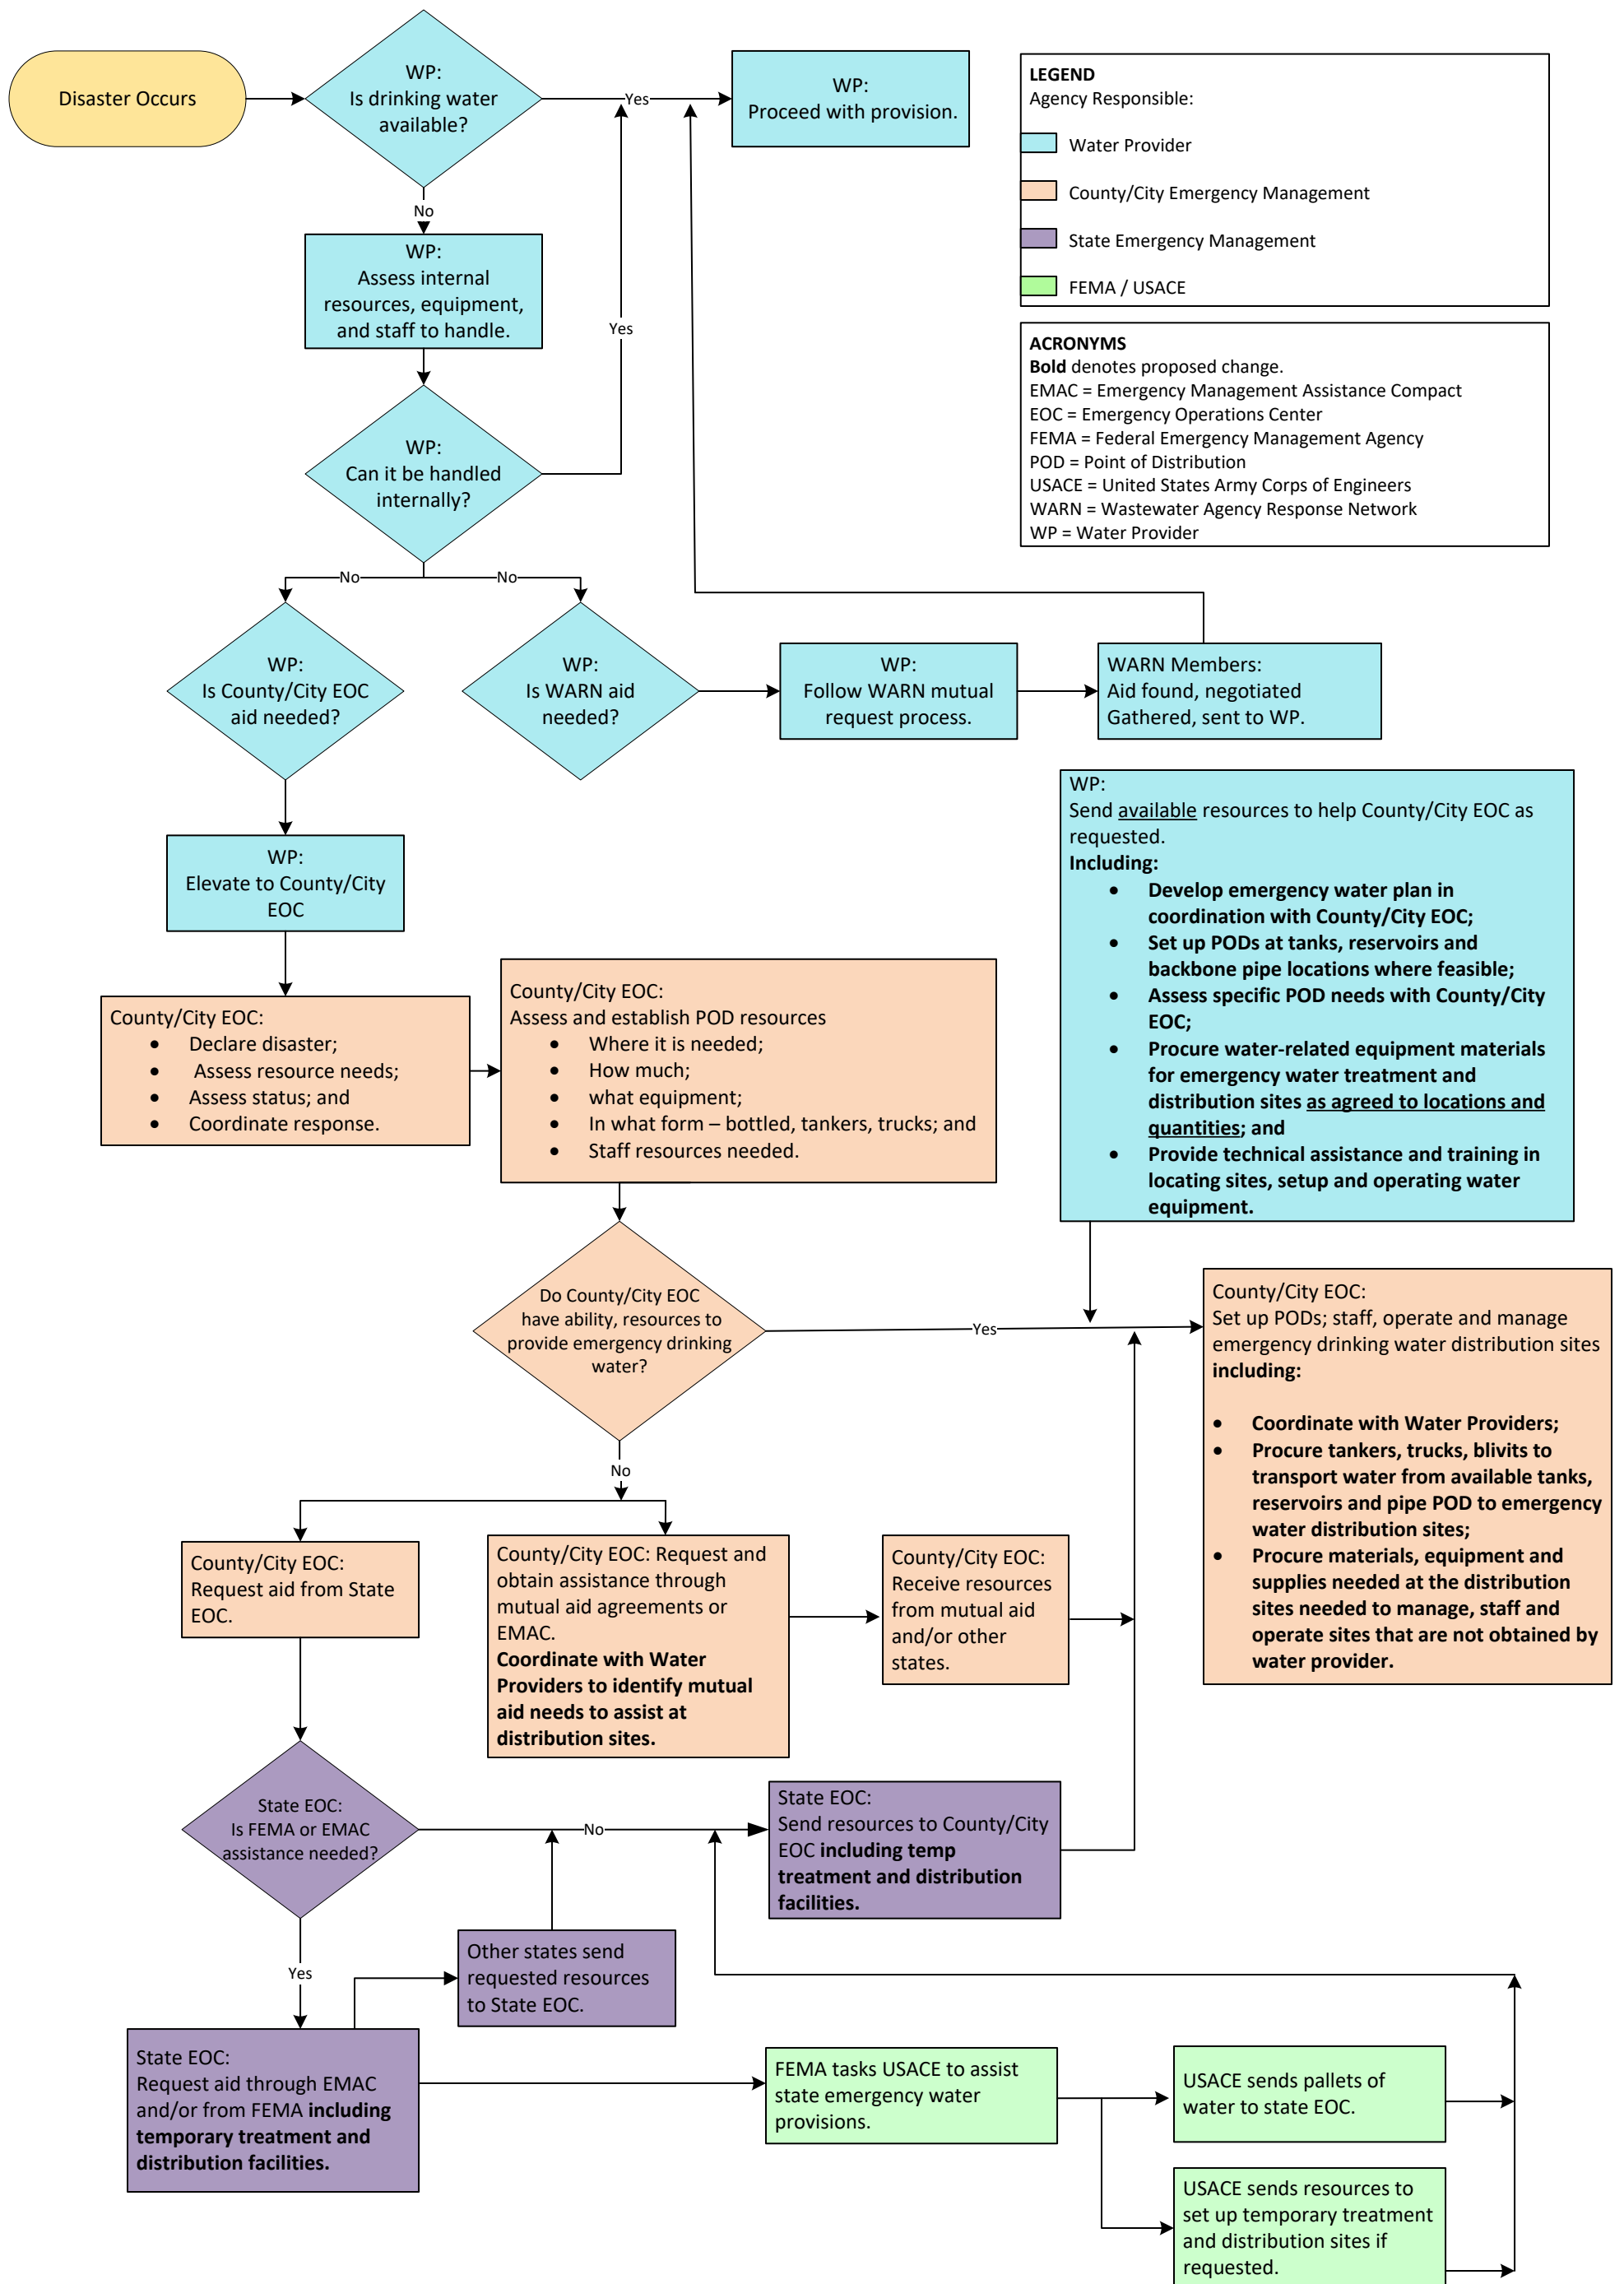 Disaster Occurs
WP:
Is drinking water
available?
Yes
WP:
Proceed with provision.
LEGEND
Agency Responsible:
Water Provider
County/City Emergency Management
State Emergency Management
FEMA / USACE
No
WP:
Assess internal
resources, equipment,
and staff to handle.
Yes
ACRONYMS
Bold denotes proposed change.
EMAC = Emergency Management Assistance Compact
EOC = Emergency Operations Center
FEMA = Federal Emergency Management Agency
POD = Point of Distribution
USACE = United States Army Corps of Engineers
WARN = Wastewater Agency Response Network
WP = Water Provider
WP:
Can it be handled
internally?
No
No
WP:
Is County/City EOC
aid needed?
WP:
Is WARN aid
needed?
WP:
Follow WARN mutual
request process.
WARN Members:
Aid found, negotiated
Gathered, sent to WP.
WP:
Elevate to County/City
EOC
WP:
Send available resources to help County/City EOC as
requested.
Including:
• Develop emergency water plan in
coordination with County/City EOC;
• Set up PODs at tanks, reservoirs and
backbone pipe locations where feasible;
• Assess specific POD needs with County/City
EOC;
• Procure water-related equipment materials
for emergency water treatment and
distribution sites as agreed to locations and
quantities; and
• Provide technical assistance and training in
locating sites, setup and operating water
equipment.
County/City EOC:
• Declare disaster;
• Assess resource needs;
• Assess status; and
• Coordinate response.
County/City EOC:
Assess and establish POD resources
• Where it is needed;
• How much;
• what equipment;
• In what form – bottled, tankers, trucks; and
• Staff resources needed.
Do County/City EOC
have ability, resources to
provide emergency drinking
water?
Yes
County/City EOC:
Set up PODs; staff, operate and manage
emergency drinking water distribution sites
including:
• Coordinate with Water Providers;
• Procure tankers, trucks, blivits to
transport water from available tanks,
reservoirs and pipe POD to emergency
water distribution sites;
• Procure materials, equipment and
supplies needed at the distribution
sites needed to manage, staff and
operate sites that are not obtained by
water provider.
No
County/City EOC:
Request aid from State
EOC.
County/City EOC: Request and
obtain assistance through
mutual aid agreements or
EMAC.
Coordinate with Water
Providers to identify mutual
aid needs to assist at
distribution sites.
County/City EOC:
Receive resources
from mutual aid
and/or other
states.
State EOC:
Is FEMA or EMAC
assistance needed?
No
State EOC:
Send resources to County/City
EOC including temp
treatment and distribution
facilities.
Yes
Other states send
requested resources
to State EOC.
State EOC:
Request aid through EMAC
and/or from FEMA including
temporary treatment and
distribution facilities.
FEMA tasks USACE to assist
state emergency water
provisions.
USACE sends pallets of
water to state EOC.
USACE sends resources to
set up temporary treatment
and distribution sites if
requested.